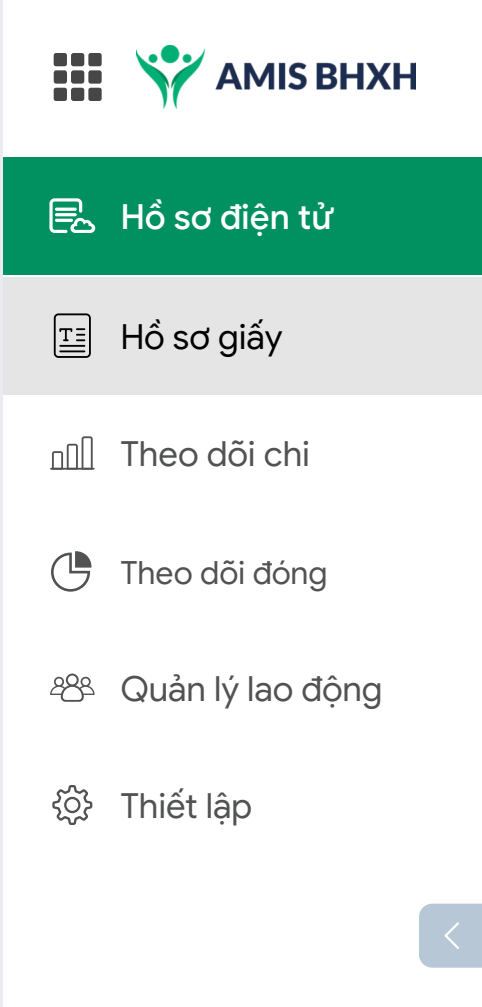 AMIS BHXH
Hồ sơ điện tử
Hồ sơ giấy
Theo dõi chi
Theo dõi đóng
Quản lý lao động
Thiết lập